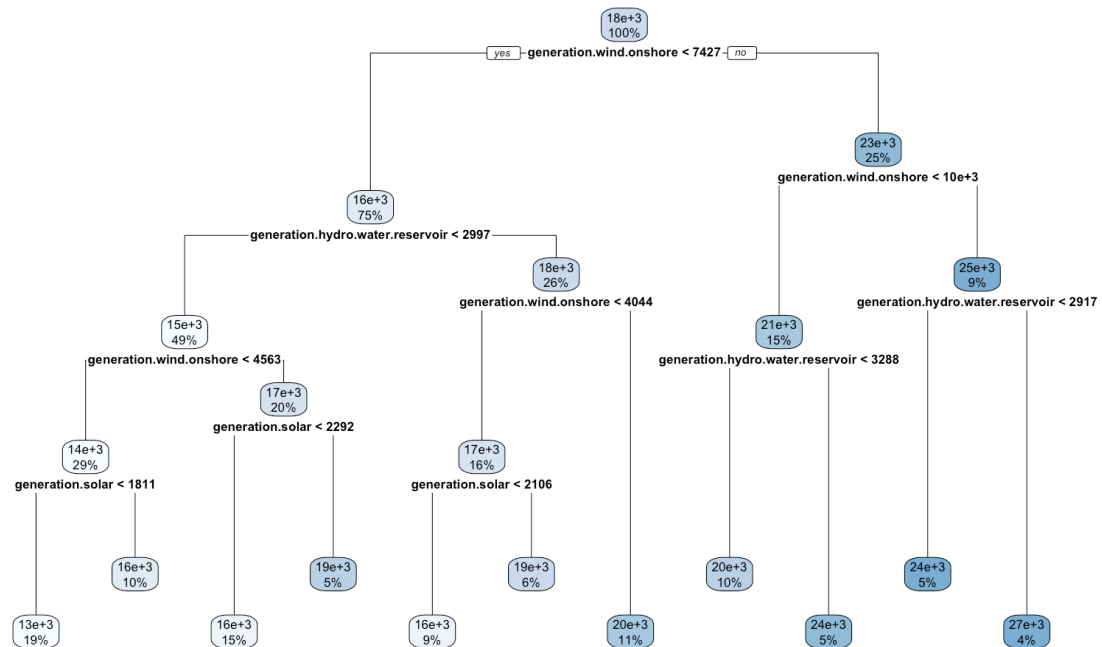 18e+3
100%
yes generation.wind.onshore < 7427 no
23e+3
25%
generation.wind.onshore < 10e+3
16e+3
75%
generation.hydro.water.reservoir < 2997
18e+3
26%
generation.wind.onshore < 4044
25e+3
9%
generation.hydro.water.reservoir < 2917
15e+3
49%
generation.wind.onshore < 4563
21e+3
15%
generation.hydro.water.reservoir < 3288
17e+3
20%
generation.solar < 2292
14e+3
29%
generation.solar < 1811
17e+3
16%
generation.solar < 2106
16e+3
10%
19e+3
5%
19e+3
6%
20e+3
10%
24e+3
5%
13e+3
19%
16e+3
15%
16e+3
9%
20e+3
11%
24e+3
5%
27e+3
4%